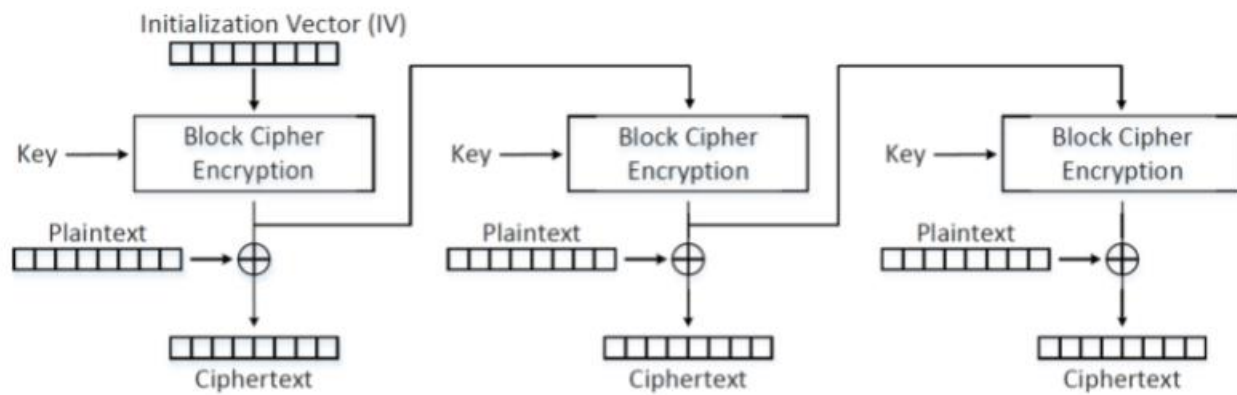 Initialization Vector (IV)
Key
Block Cipher
Encryption
Plaintext
Ciphertext
Key
Block Cipher
Encryption
Plaintext
Ciphertext
Key
Block Cipher
Encryption
Plaintext
Ciphertext